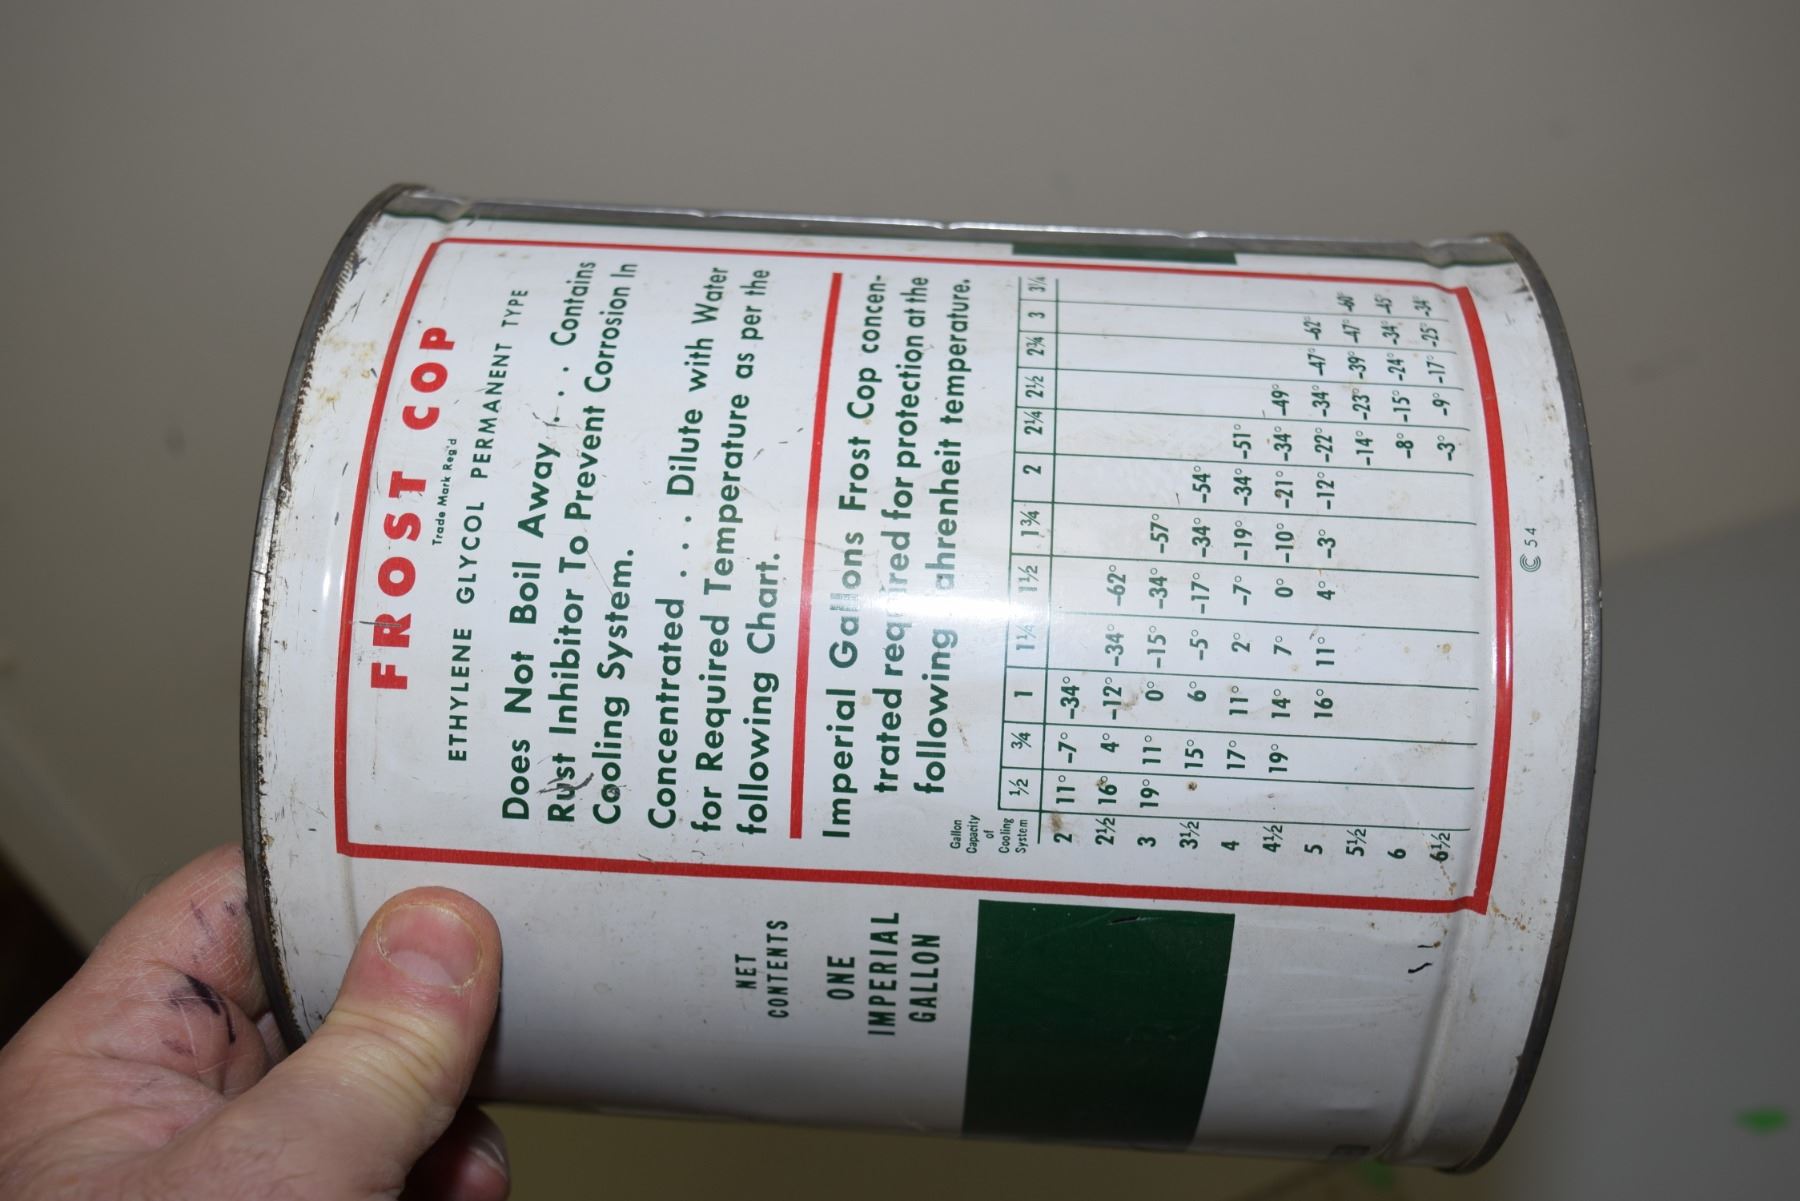 FROST COP
Trade Mark Reg'd
ETHYLENE GLYCOL PERMANENT TYPE
Does Not Boil Away . . . Contains
Rust Inhibitor To Prevent Corrosion In
Cooling System.
Concentrated . . . Dilute with Water
for Required Temperature as per the
following Chart.
Imperial Gallons Frost Cop concen-
trated required for protection at the
following Fahrenheit temperature.
Gallon
Capacity
of
Cooling
System
½ ¾ 1 1¼ 1½ 1¾ 2 2¼ 2½ 2¾ 3 3¼
2 11° -7° -34°
2½ 16° 4° -12° -34° -62°
3 19° 11° 0° -15° -34° -57°
3½ 15° 6° -5° -17° -34° -54°
4 17° 11° 2° -7° -19° -34° -51°
4½ 19° 14° 7° 0° -10° -21° -34° -49°
5 16° 11° 4° -3° -12° -22° -34° -47° -62°
5½ -14° -23° -39° -47° -60°
6 -8° -15° -24° -34° -45°
6½ -3° -9° -17° -25° -34°
54
NET
CONTENTS
ONE
IMPERIAL
GALLON